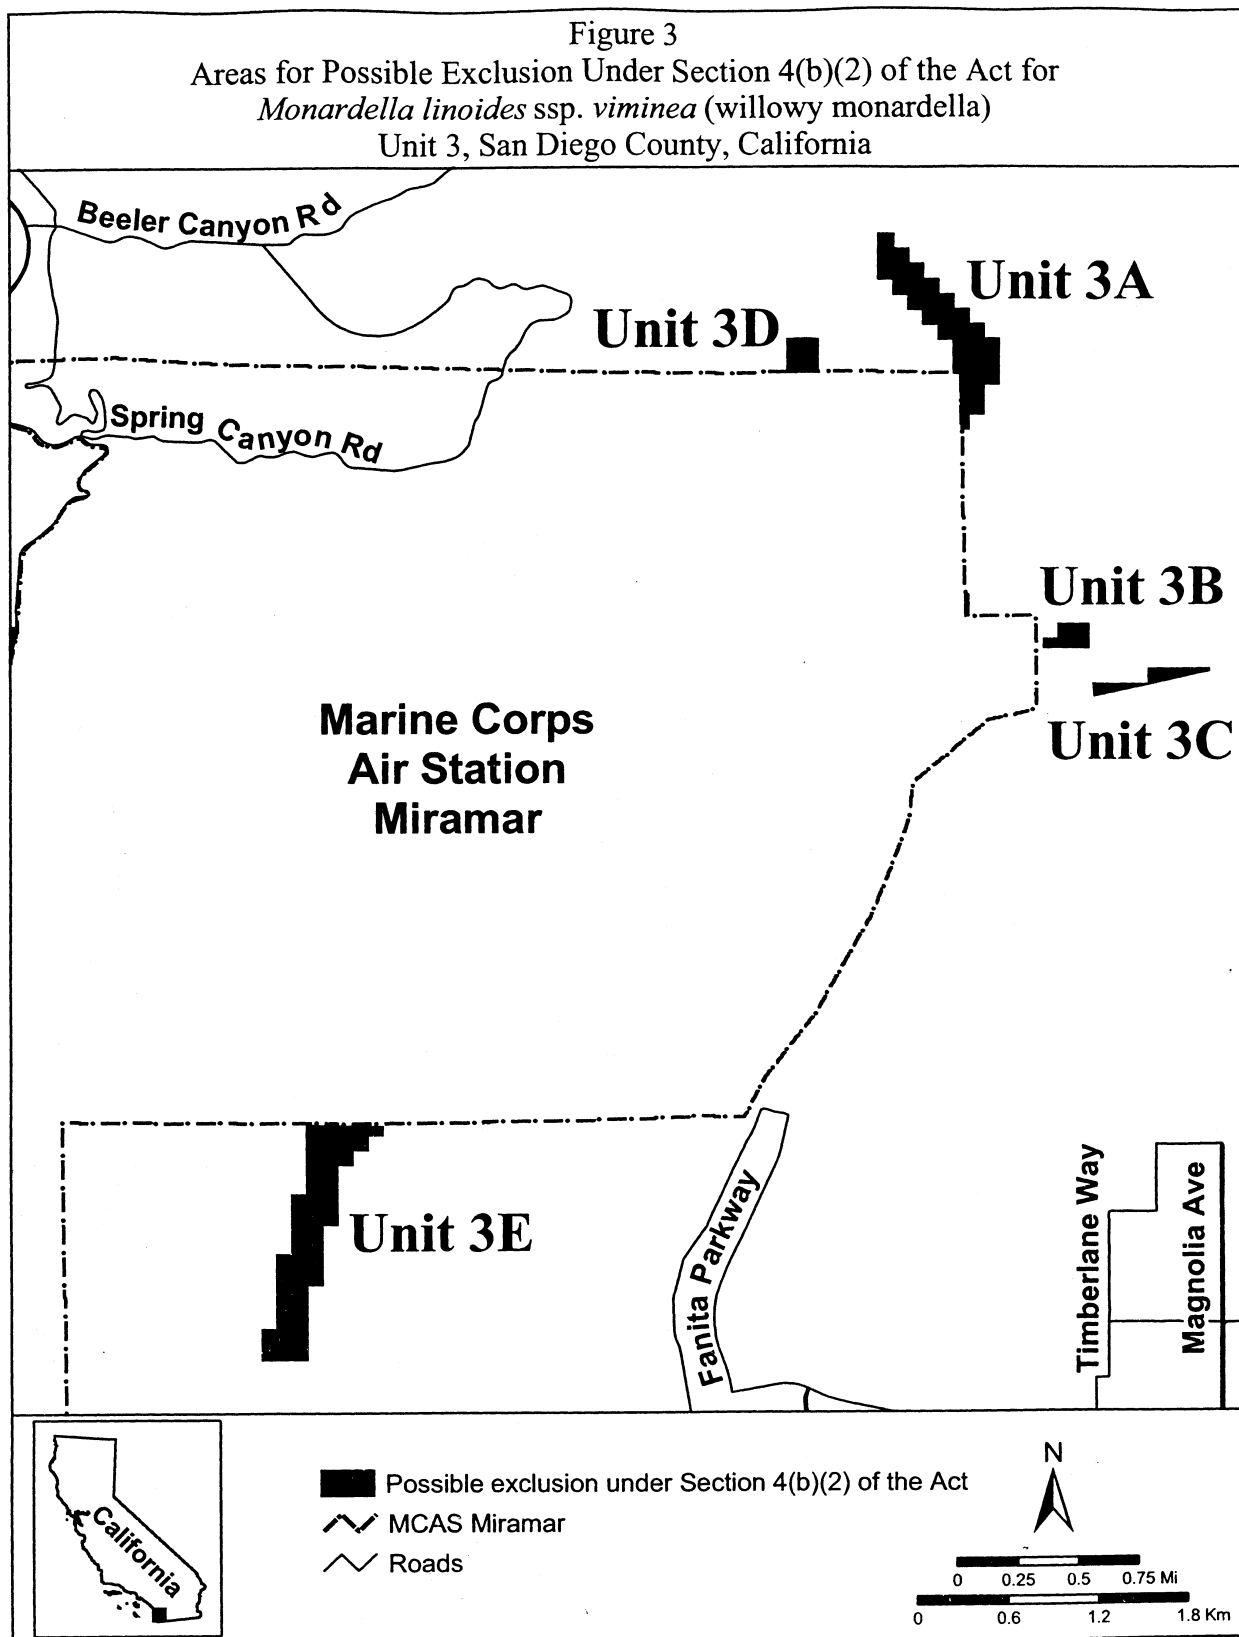 Figure 3
Areas for Possible Exclusion Under Section 4(b)(2) of the Act for
Monardella linoides ssp. viminea (willowy monardella)
Unit 3, San Diego County, California
Beeler Canyon Rd
Unit 3A
Unit 3D
Spring Canyon Rd
Unit 3B
Unit 3C
Marine Corps
Air Station
Miramar
Unit 3E
Fanita Parkway
Timberlane Way
Magnolia Ave
California
Possible exclusion under Section 4(b)(2) of the Act
MCAS Miramar
Roads
N
0 0.25 0.5 0.75 Mi
0 0.6 1.2 1.8 Km